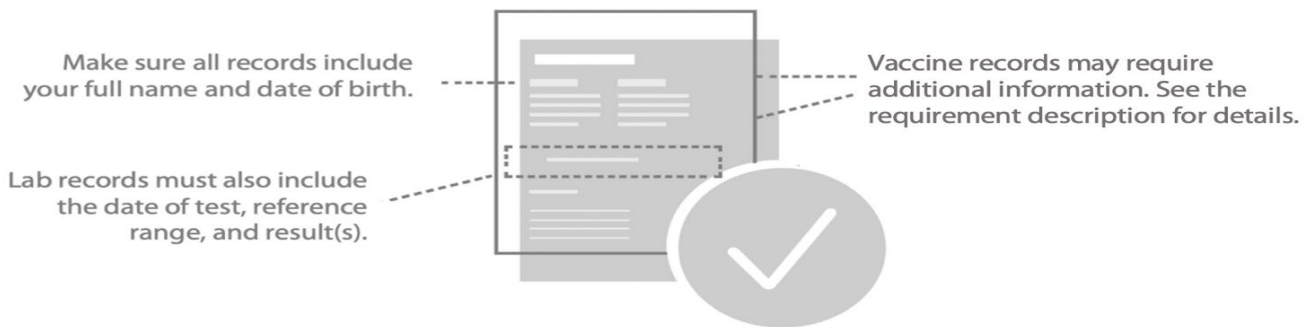 Make sure all records include
your full name and date of birth.
Lab records must also include
the date of test, reference
range, and result(s).
Vaccine records may require
additional information. See the
requirement description for details.